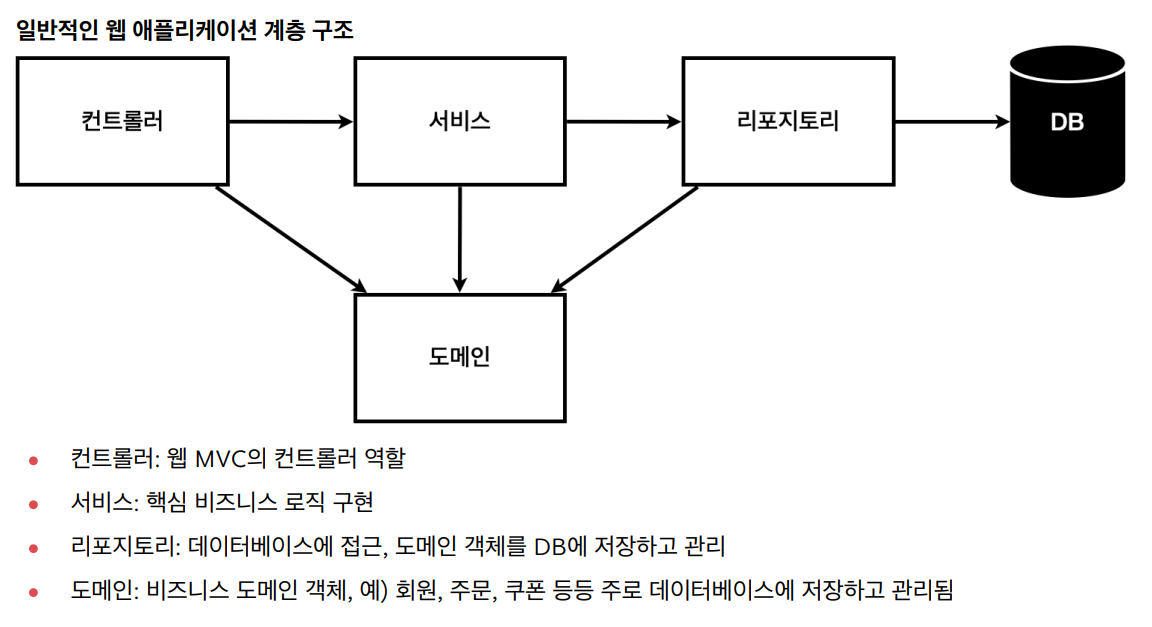 일반적인 웹 애플리케이션 계층 구조
컨트롤러
서비스
리포지토리
DB
도메인
컨트롤러: 웹 MVC의 컨트롤러 역할
서비스: 핵심 비즈니스 로직 구현
리포지토리: 데이터베이스에 접근, 도메인 객체를 DB에 저장하고 관리
도메인: 비즈니스 도메인 객체, 예) 회원, 주문, 쿠폰 등등 주로 데이터베이스에 저장하고 관리됨